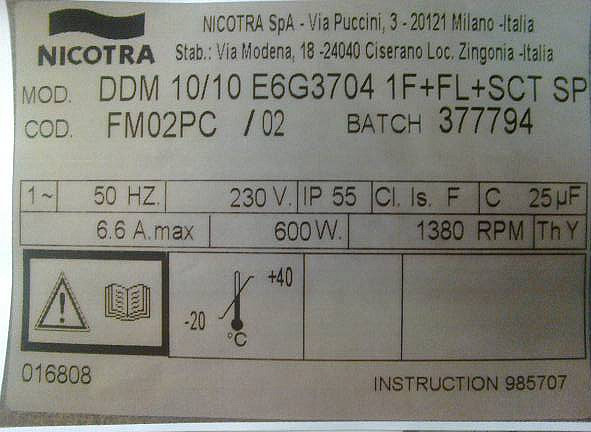 NICOTRA
NICOTRA SpA - Via Puccini, 3 - 20121 Milano -Italia
Stab.: Via Modena, 18 -24040 Ciserano Loc. Zingonia -Italia
MOD. DDM 10/10 E6G3704 1F+FL+SCT SP
COD. FM02PC / 02 BATCH 377794
1~ 50 HZ. 230 V. IP 55 Cl. Is. F C 25µF
6.6 A.max 600W. 1380 RPM Th Y
+40
-20
°C
016808 INSTRUCTION 985707